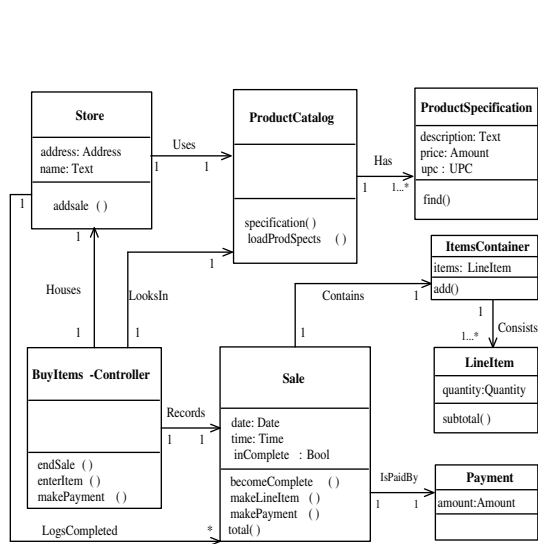 Store
address: Address
name: Text
addsale ( )
Uses
1
1
ProductCatalog
specification()
loadProdSpects ( )
Has
1
1...*
ProductSpecification
description: Text
price: Amount
upc : UPC
find()
1
1
Houses
1
LooksIn
1
1
ItemsContainer
items: LineItem
add()
Contains
1
1
1
Consists
1...*
LineItem
quantity:Quantity
subtotal( )
BuyItems -Controller
endSale ( )
enterItem ( )
makePayment ( )
Records
1
1
Sale
date: Date
time: Time
inComplete : Bool
becomeComplete ( )
makeLineItem ( )
makePayment ( )
total( )
IsPaidBy
1
1
Payment
amount:Amount
LogsCompleted
*